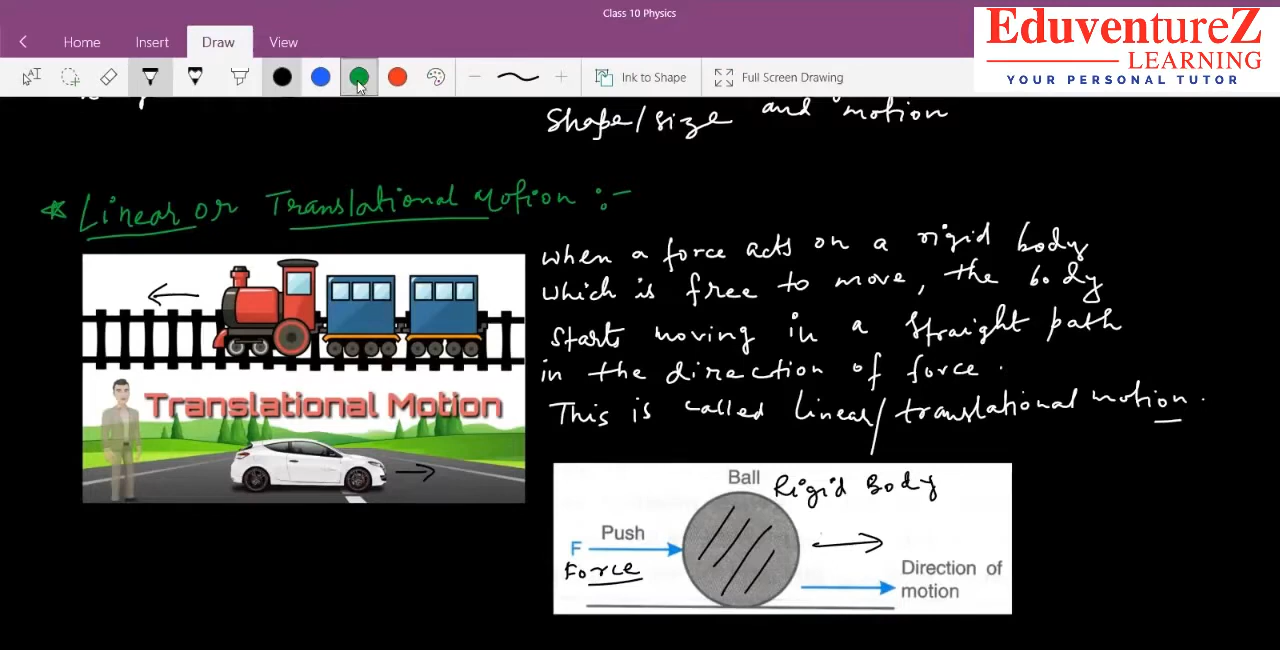 Class 10 Physics
EduventureZ
LEARNING
YOUR PERSONAL TUTOR
Home Insert Draw View
Ink to Shape Full Screen Drawing
Shape/size and motion
* Linear or Translational Motion :-
When a force acts on a rigid body
which is free to move, the body
starts moving in a straight path
in the direction of force.
This is called linear/translational motion.
Translational Motion
Ball Rigid Body
Push
F
Force
Direction of
motion